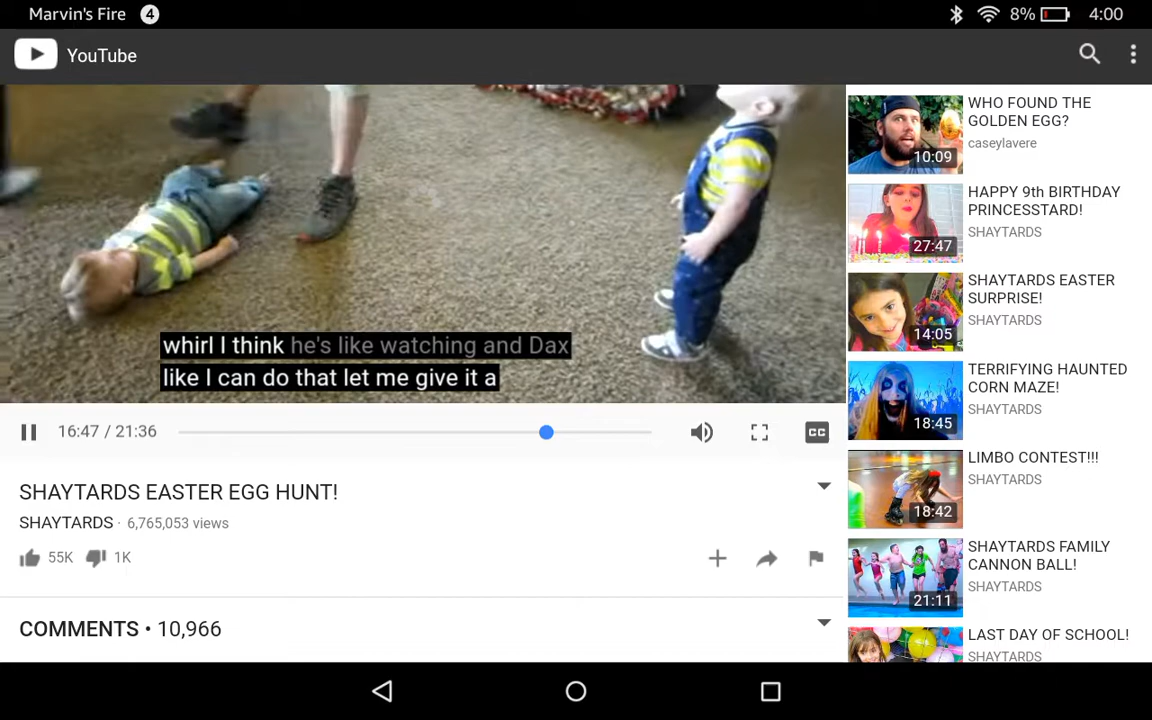 Marvin's Fire 4
8% 4:00
YouTube
whirl I think he's like watching and Dax
like I can do that let me give it a
16:47 / 21:36
CC
SHAYTARDS EASTER EGG HUNT!
SHAYTARDS · 6,765,053 views
55K 1K
COMMENTS • 10,966
WHO FOUND THE
GOLDEN EGG?
caseylavere
10:09
HAPPY 9th BIRTHDAY
PRINCESSTARD!
SHAYTARDS
27:47
SHAYTARDS EASTER
SURPRISE!
SHAYTARDS
14:05
TERRIFYING HAUNTED
CORN MAZE!
SHAYTARDS
18:45
LIMBO CONTEST!!!
SHAYTARDS
18:42
SHAYTARDS FAMILY
CANNON BALL!
SHAYTARDS
21:11
LAST DAY OF SCHOOL!
SHAYTARDS